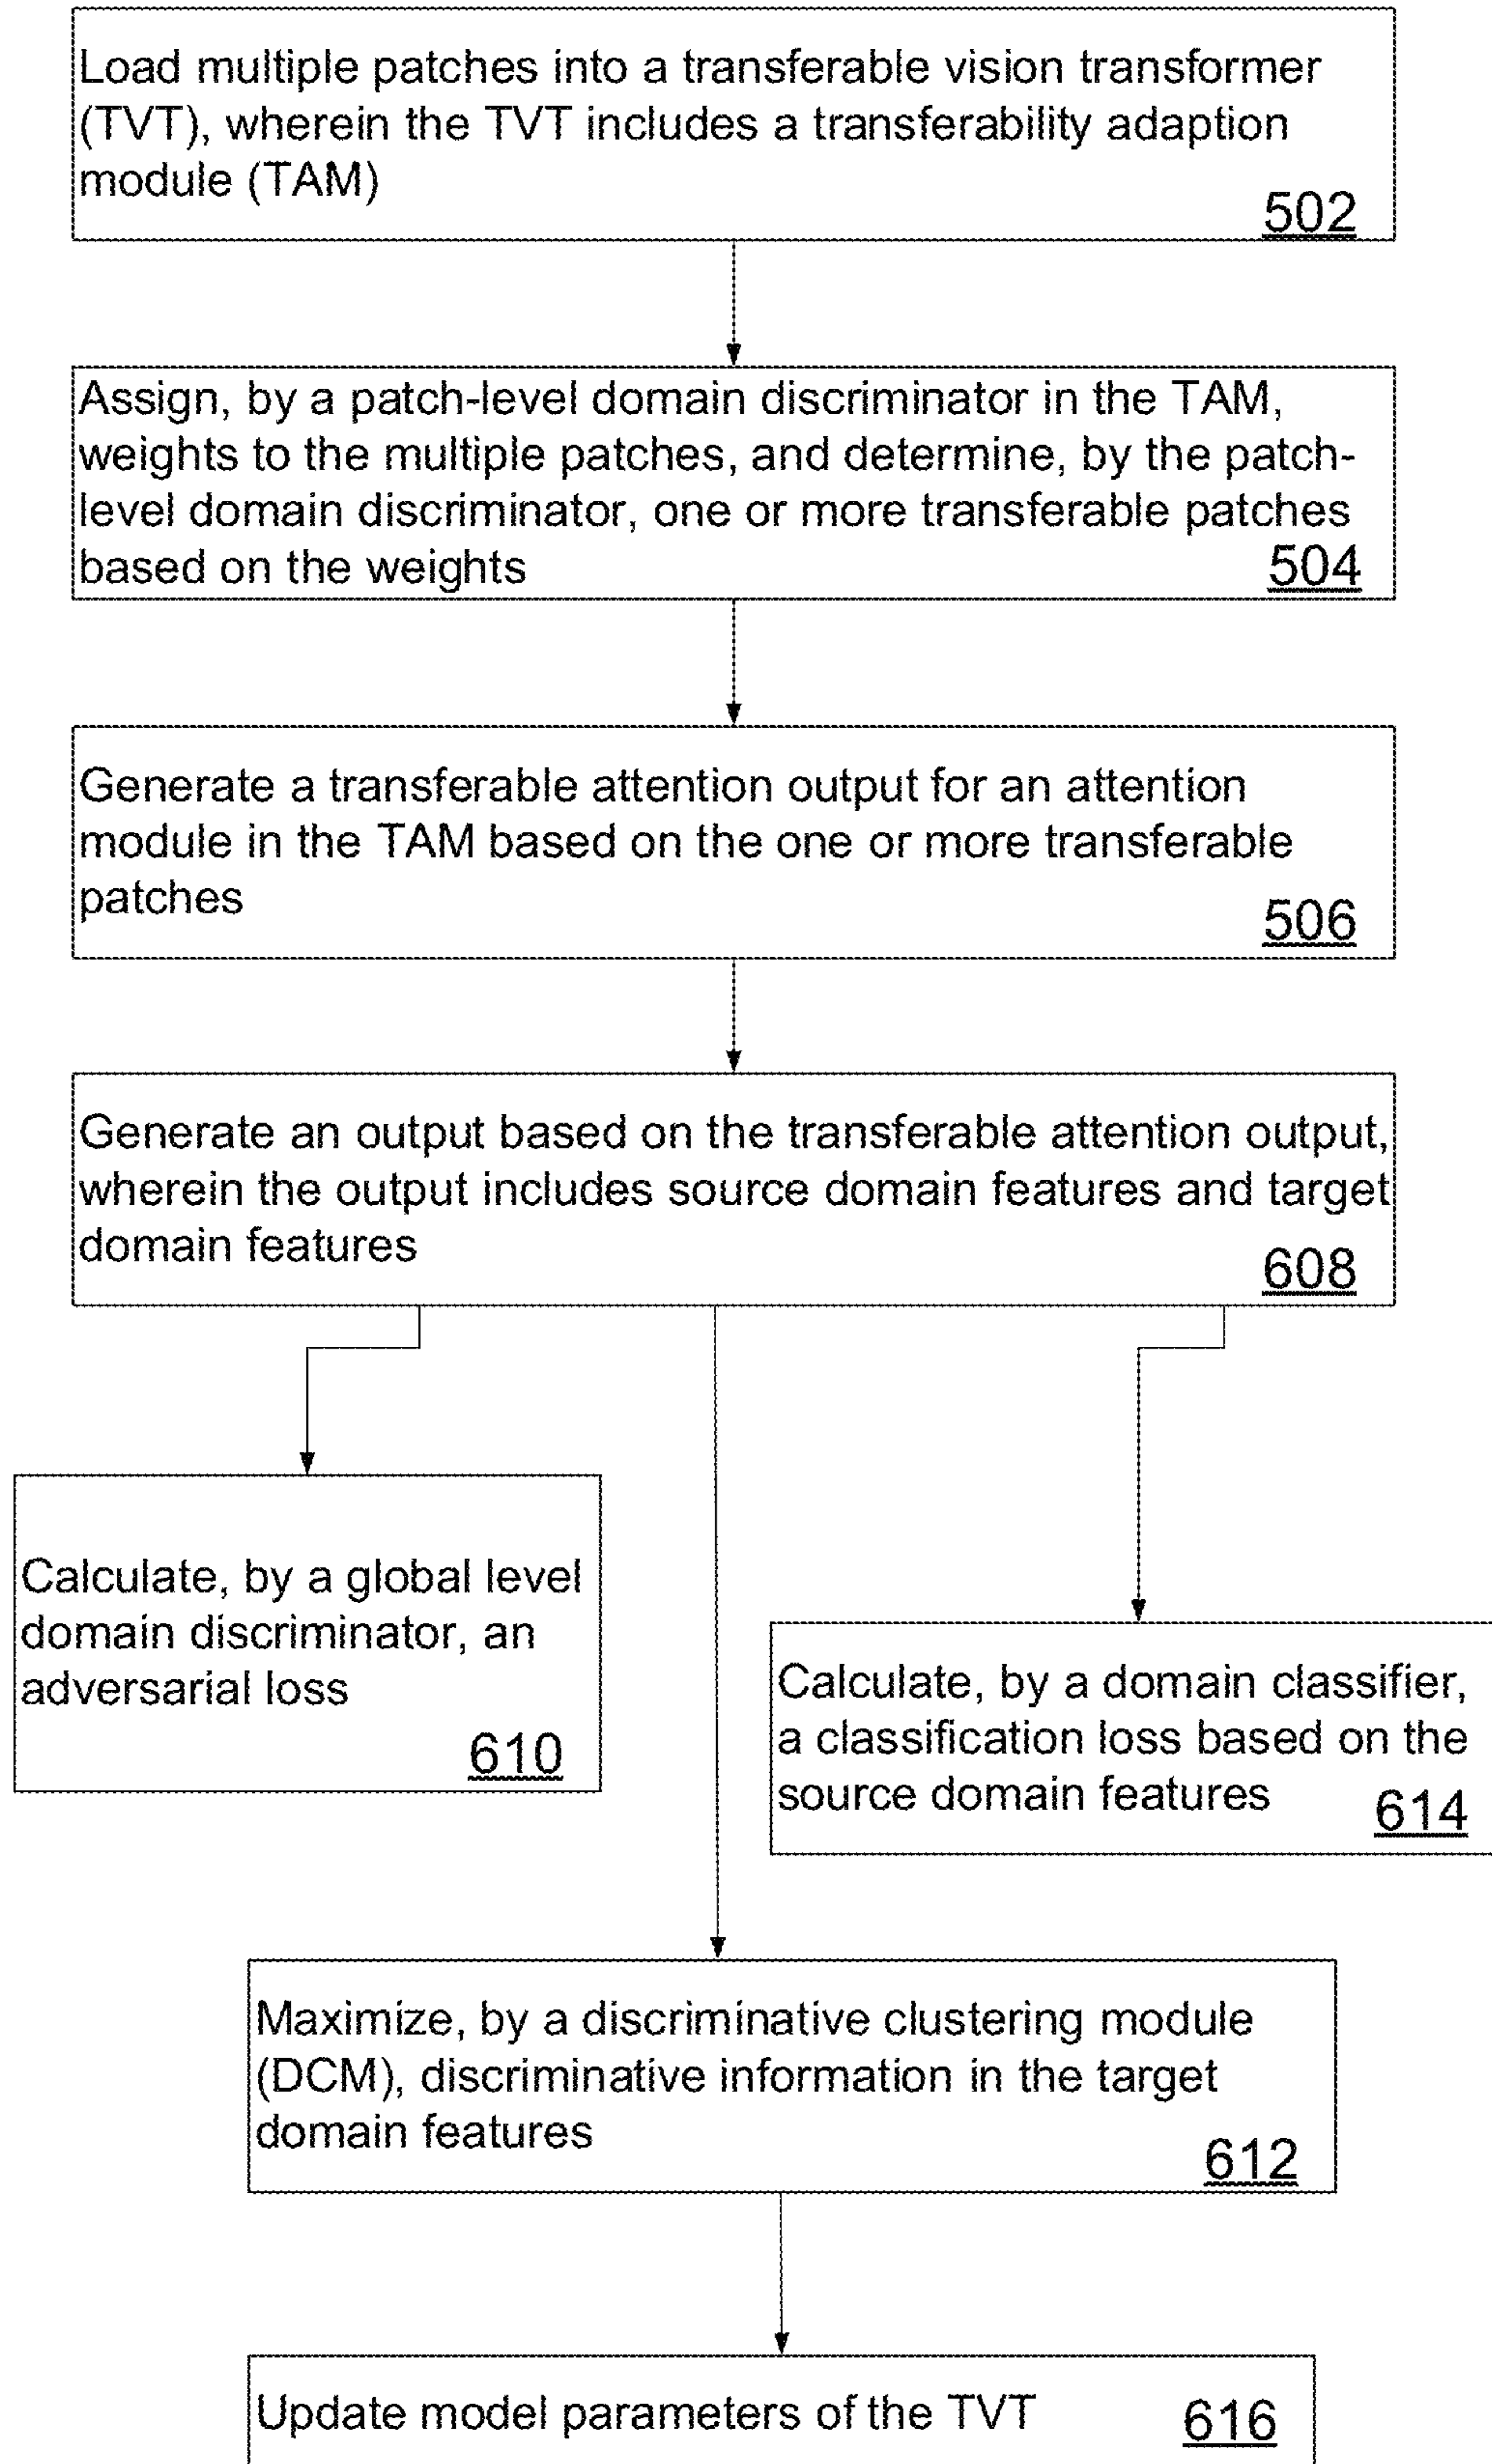 Load multiple patches into a transferable vision transformer
(TVT), wherein the TVT includes a transferability adaption
module (TAM)
502
Assign, by a patch-level domain discriminator in the TAM,
weights to the multiple patches, and determine, by the patch-
level domain discriminator, one or more transferable patches
based on the weights
504
Generate a transferable attention output for an attention
module in the TAM based on the one or more transferable
patches
506
Generate an output based on the transferable attention output,
wherein the output includes source domain features and target
domain features
608
Calculate, by a global level
domain discriminator, an
adversarial loss
610
Calculate, by a domain classifier,
a classification loss based on the
source domain features
614
Maximize, by a discriminative clustering module
(DCM), discriminative information in the target
domain features
612
Update model parameters of the TVT
616